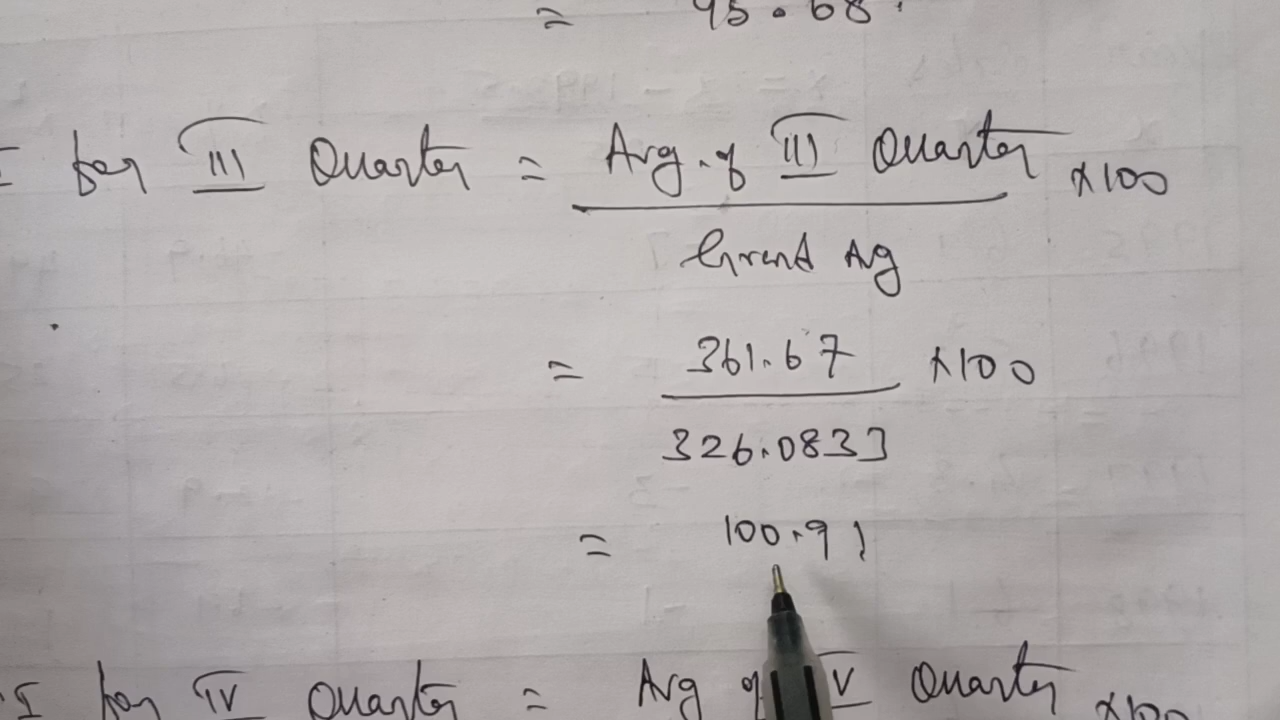 = 95.68.
I for III Quarter = Avg. of III Quarter ×100
Grand Ag
= 361.67 ×100
326.0833
= 100.91
S.I for IV Quarter = Avg of IV Quarter ×100